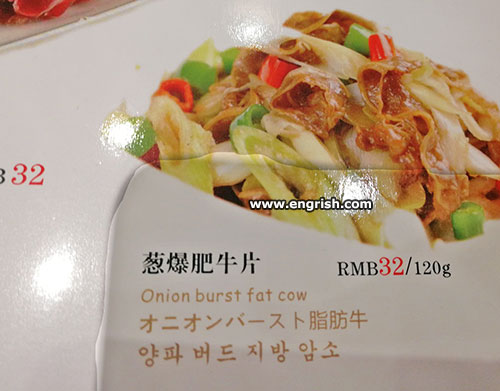 www.engrish.com
32
葱爆肥牛片
RMB32/120g
Onion burst fat cow
オニオンバースト脂肪牛
양파 버드 지방 암소